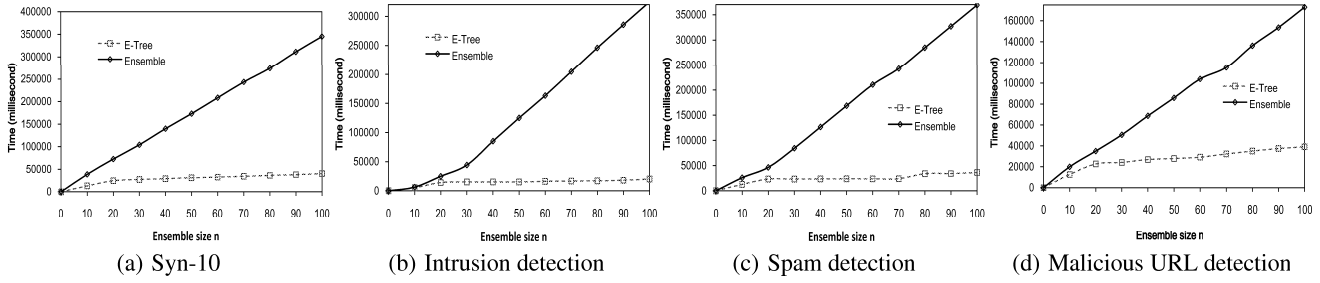 Time (millisecond)
400000
350000
300000
250000
200000
150000
100000
50000
0
E-Tree
Ensemble
0 10 20 30 40 50 60 70 80 90 100
Ensemble size n
(a) Syn-10
Time (millisecond)
300000
250000
200000
150000
100000
50000
0
E-Tree
Ensemble
0 10 20 30 40 50 60 70 80 90 100
Ensemble size n
(b) Intrusion detection
Time (millisecond)
350000
300000
250000
200000
150000
100000
50000
0
E-Tree
Ensemble
0 10 20 30 40 50 60 70 80 90 100
Ensemble size n
(c) Spam detection
Time (millisecond)
160000
140000
120000
100000
80000
60000
40000
20000
0
E-Tree
Ensemble
0 10 20 30 40 50 60 70 80 90 100
Ensemble size n
(d) Malicious URL detection